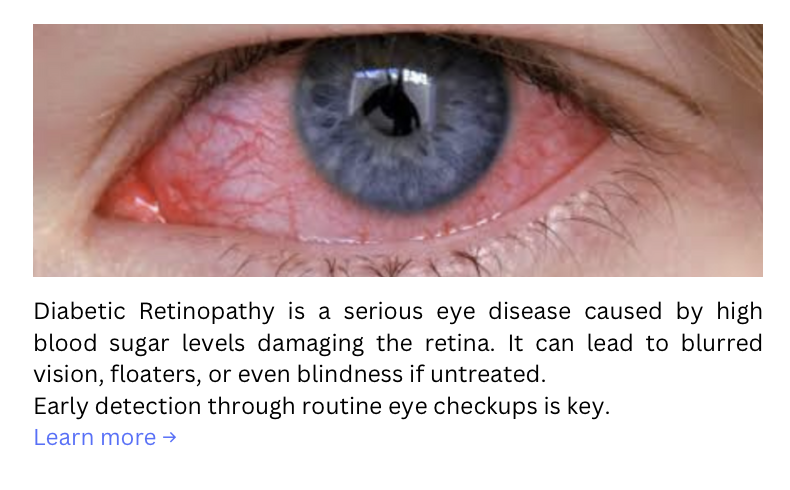 Diabetic Retinopathy is a serious eye disease caused by high
blood sugar levels damaging the retina. It can lead to blurred
vision, floaters, or even blindness if untreated.
Early detection through routine eye checkups is key.
Learn more →